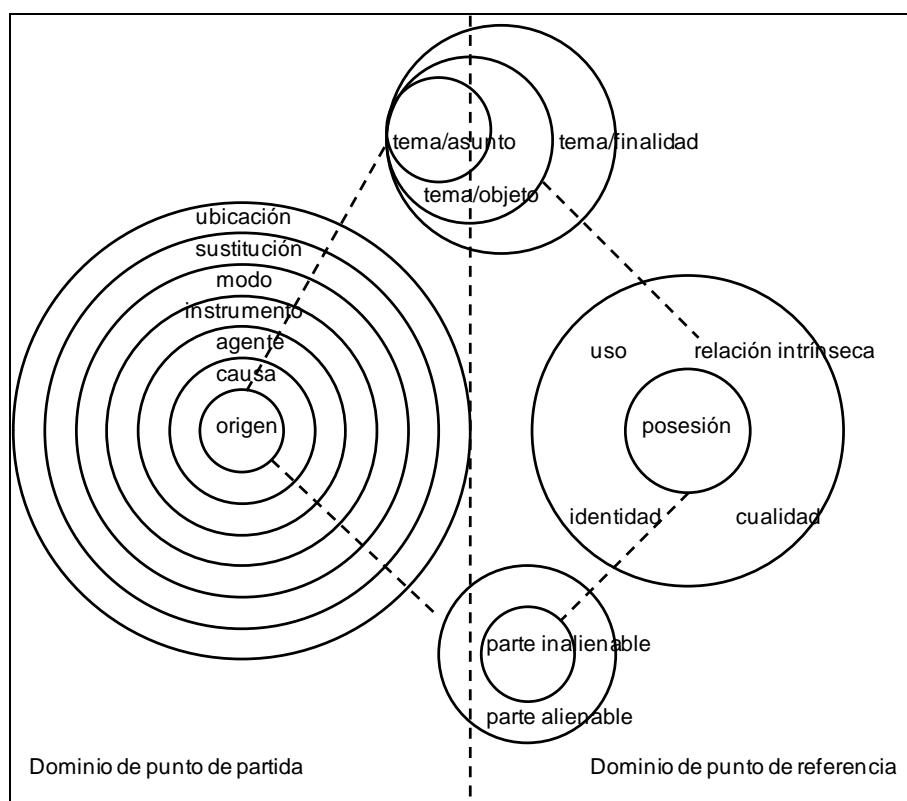 tema/asunto
tema/finalidad
tema/objeto
ubicación
sustitución
modo
instrumento
agente
causa
origen
uso
relación intrínseca
posesión
identidad
cualidad
parte inalienable
parte alienable
Dominio de punto de partida
Dominio de punto de referencia